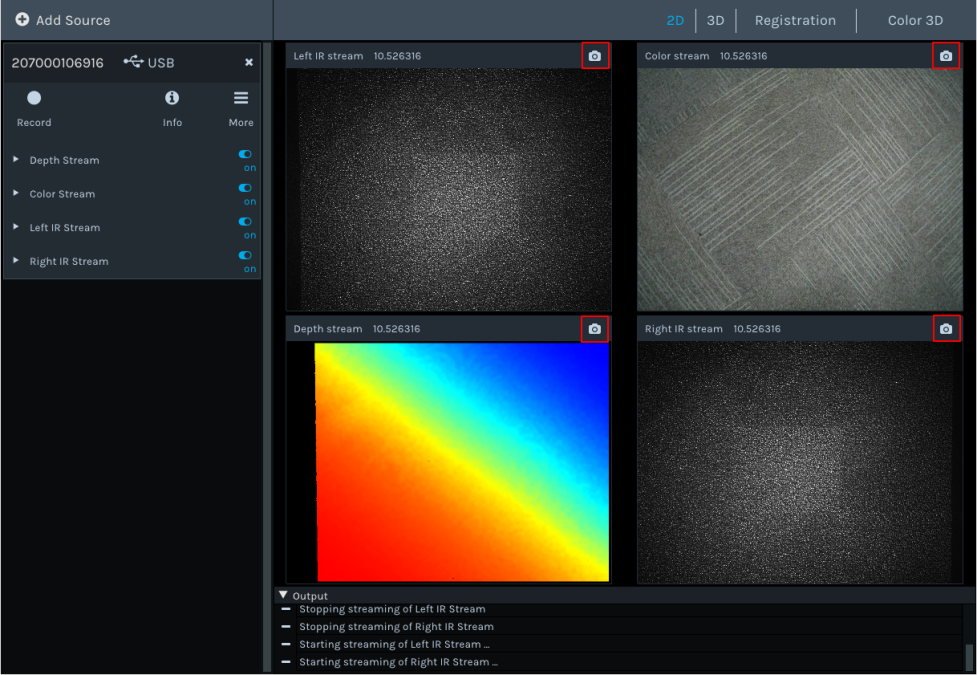 Add Source
2D
3D
Registration
Color 3D
207000106916
USB
Record
Info
More
Depth Stream
on
Color Stream
on
Left IR Stream
on
Right IR Stream
on
Left IR stream 10.526316
Color stream 10.526316
Depth stream 10.526316
Right IR stream 10.526316
Output
Stopping streaming of Left IR Stream
Stopping streaming of Right IR Stream
Starting streaming of Left IR Stream ...
Starting streaming of Right IR Stream ...